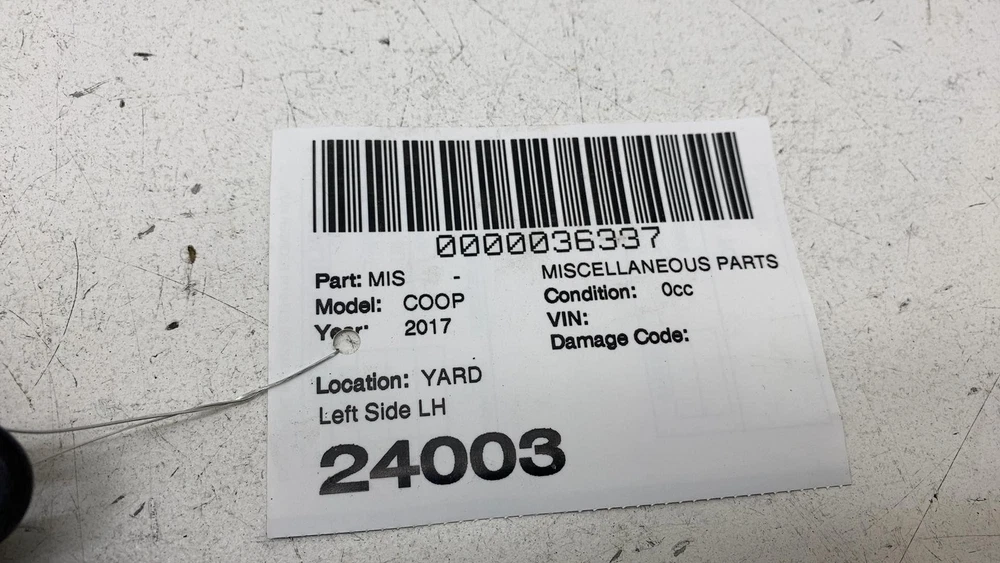 0000036337
Part: MIS - MISCELLANEOUS PARTS
Model: COOP Condition: 0cc
Year: 2017 VIN:
Damage Code:
Location: YARD
Left Side LH
24003